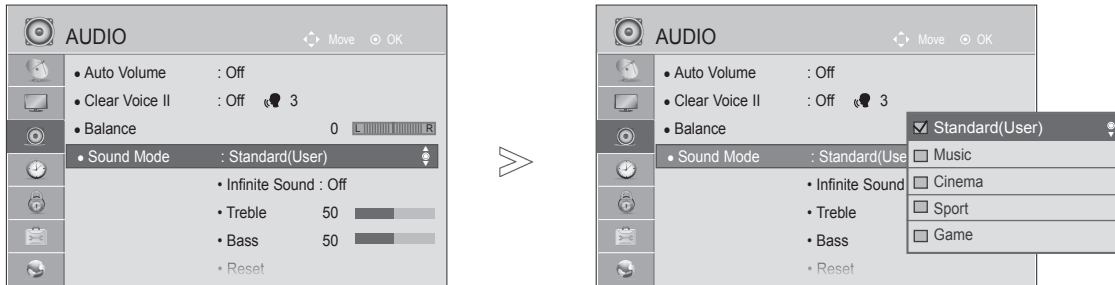 AUDIO
Move OK
• Auto Volume : Off
• Clear Voice II : Off 3
• Balance 0 L R
• Sound Mode : Standard(User)
• Infinite Sound : Off
• Treble 50
• Bass 50
• Reset
AUDIO
Move OK
• Auto Volume : Off
• Clear Voice II : Off 3
• Balance
• Sound Mode : Standard(Use
• Infinite Sound
• Treble
• Bass
• Reset
Standard(User)
Music
Cinema
Sport
Game